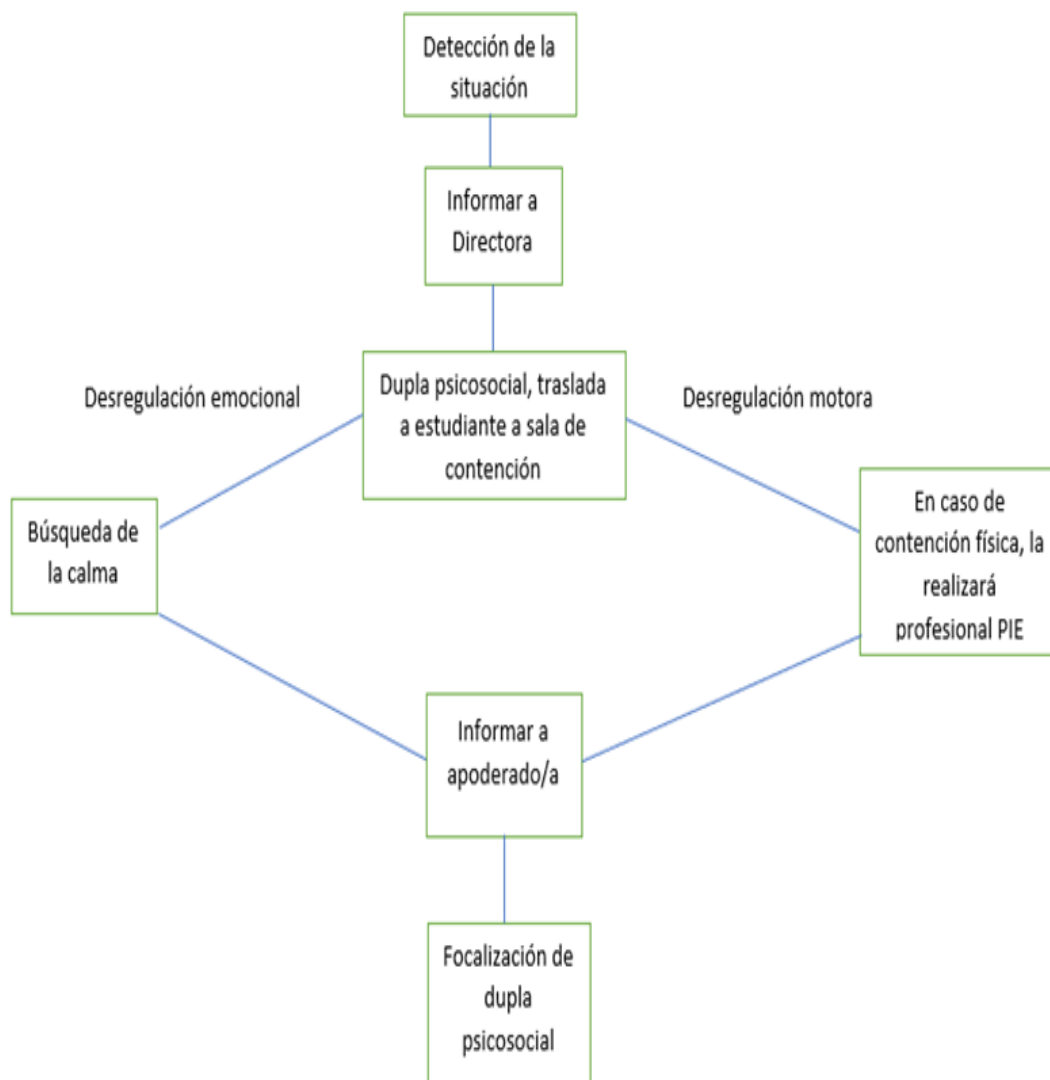 Detección de la
situación
Informar a
Directora
Desregulación emocional
Dupla psicosocial, traslada
a estudiante a sala de
contención
Desregulación motora
Búsqueda de
la calma
En caso de
contención física, la
realizará
profesional PIE
Informar a
apoderado/a
Focalización de
dupla
psicosocial